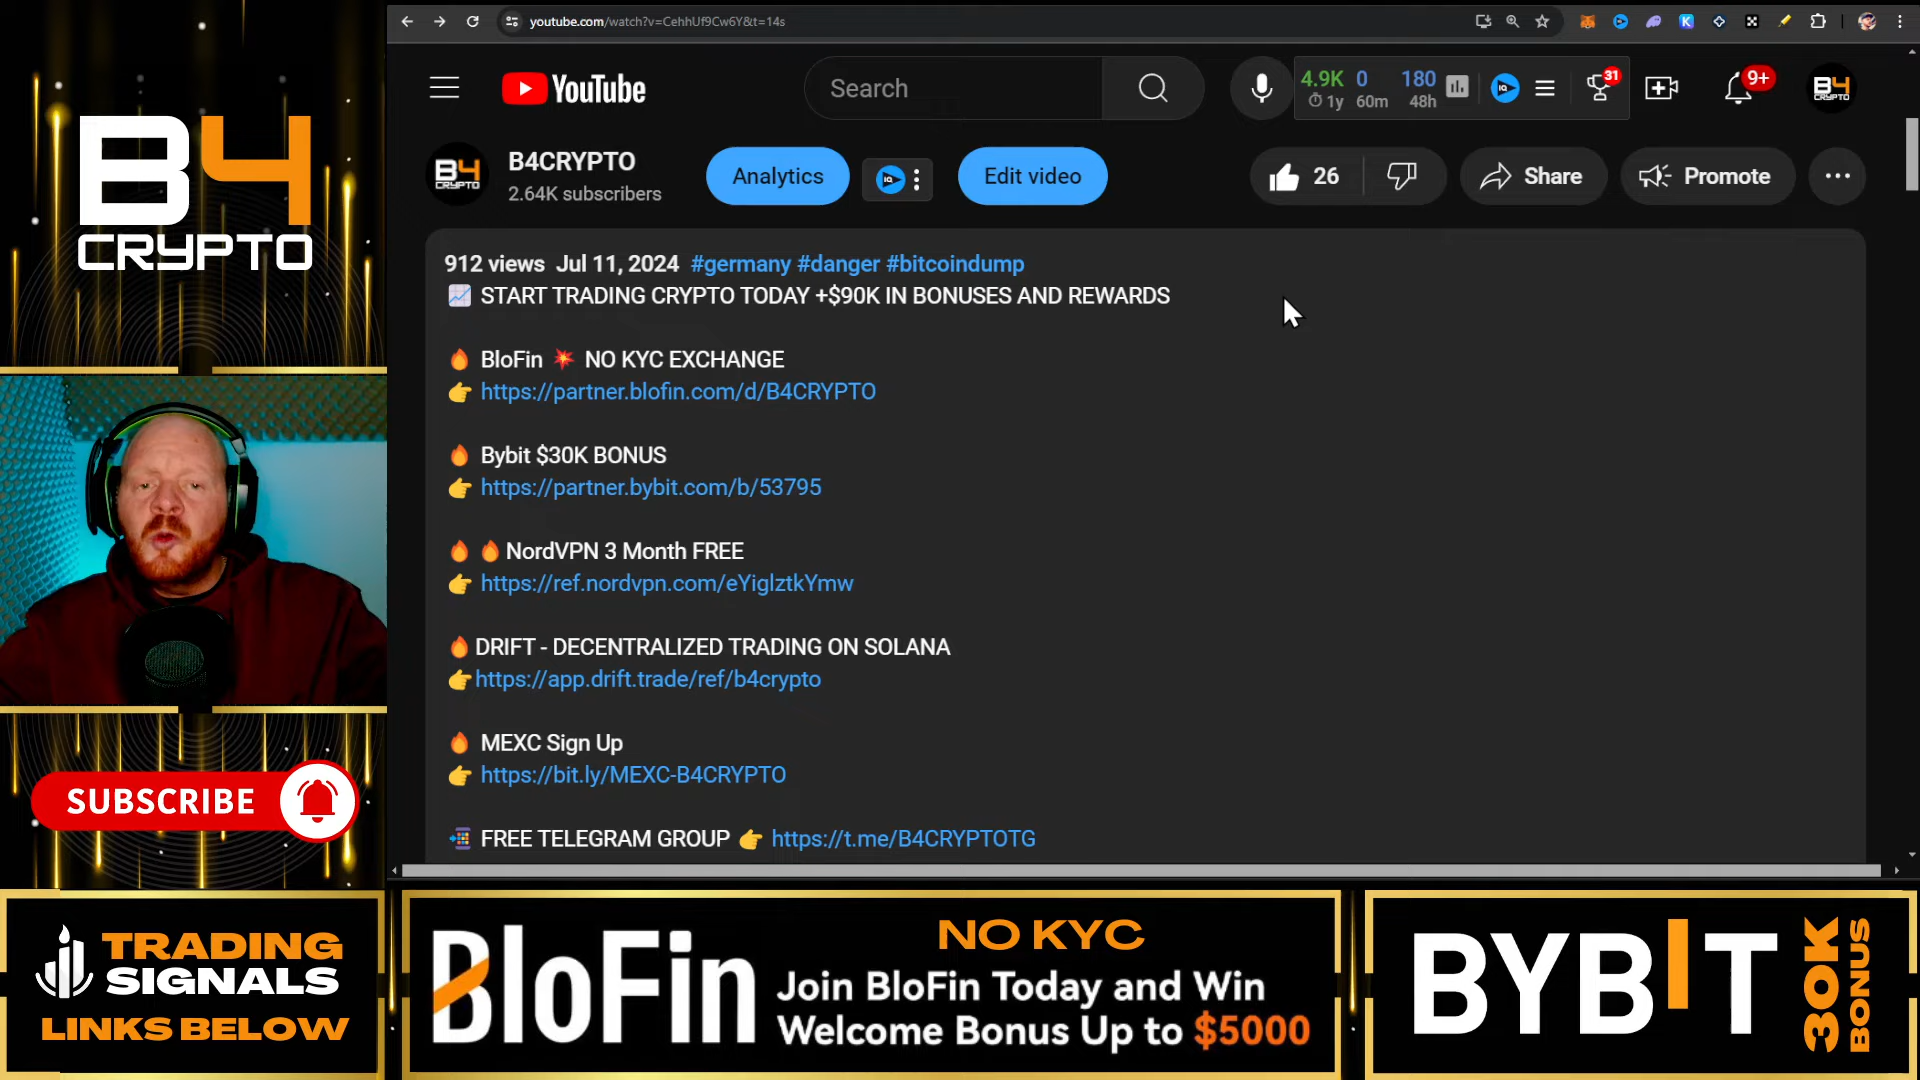 youtube.com/watch?v=CehhUf9Cw6Y&t=14s
YouTube
Search
4.9K 0 180
1y 60m 48h
31
9+
B4 CRYPTO
B4
CRYPTO
B4 CRYPTO
B4CRYPTO
2.64K subscribers
Analytics
Edit video
26
Share
Promote
912 views Jul 11, 2024 #germany #danger #bitcoindump
START TRADING CRYPTO TODAY +$90K IN BONUSES AND REWARDS
BloFin 💥 NO KYC EXCHANGE
https://partner.blofin.com/d/B4CRYPTO
Bybit $30K BONUS
https://partner.bybit.com/b/53795
NordVPN 3 Month FREE
https://ref.nordvpn.com/eYiglztkYmw
DRIFT - DECENTRALIZED TRADING ON SOLANA
https://app.drift.trade/ref/b4crypto
MEXC Sign Up
https://bit.ly/MEXC-B4CRYPTO
FREE TELEGRAM GROUP 👉 https://t.me/B4CRYPTOTG
SUBSCRIBE
TRADING
SIGNALS
LINKS BELOW
BloFin
NO KYC
Join BloFin Today and Win
Welcome Bonus Up to $5000
BYBIT
30K
BONUS